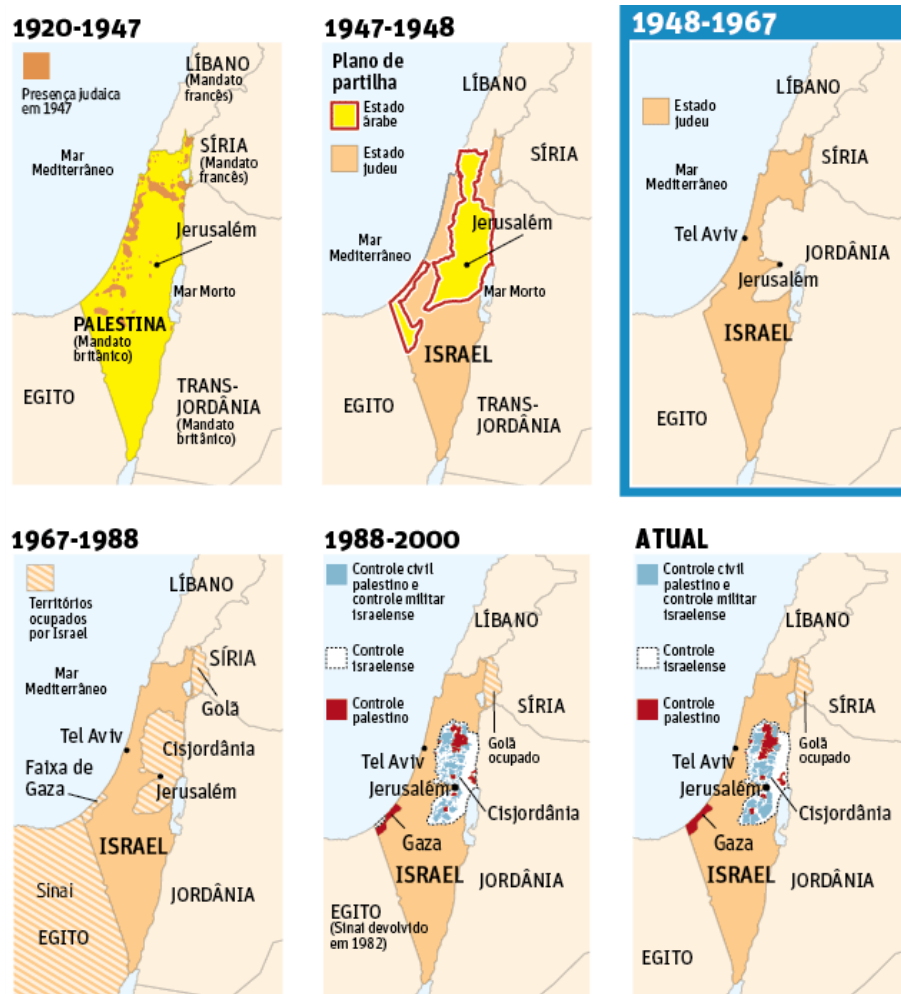 1920-1947
Presença judaica
em 1947
LÍBANO
(Mandato
francês)
SÍRIA
(Mandato
francês)
Mar
Mediterrâneo
Jerusalém
Mar Morto
PALESTINA
(Mandato
britânico)
EGITO
TRANS-
JORDÂNIA
(Mandato
britânico)
1947-1948
Plano de
partilha
Estado
árabe
Estado
judeu
LÍBANO
SÍRIA
Jerusalém
Mar
Mediterrâneo
Mar Morto
ISRAEL
EGITO
TRANS-
JORDÂNIA
1948-1967
Estado
judeu
LÍBANO
SÍRIA
Mar
Mediterrâneo
Tel Aviv
JORDÂNIA
Jerusalém
ISRAEL
EGITO
1967-1988
Territórios
ocupados
por Israel
LÍBANO
Mar
Mediterrâneo
SÍRIA
Golã
Tel Aviv
Cisjordânia
Faixa de
Gaza
Jerusalém
ISRAEL
Sinai
JORDÂNIA
EGITO
1988-2000
Controle civil
palestino e
controle militar
israelense
Controle
israelense
Controle
palestino
LÍBANO
SÍRIA
Golã
ocupado
Tel Aviv
Jerusalém
Cisjordânia
Gaza
ISRAEL
JORDÂNIA
EGITO
(Sinai devolvido
em 1982)
ATUAL
Controle civil
palestino e
controle militar
israelense
Controle
israelense
Controle
palestino
LÍBANO
SÍRIA
Golã
ocupado
Tel Aviv
Jerusalém
Cisjordânia
Gaza
ISRAEL
JORDÂNIA
EGITO